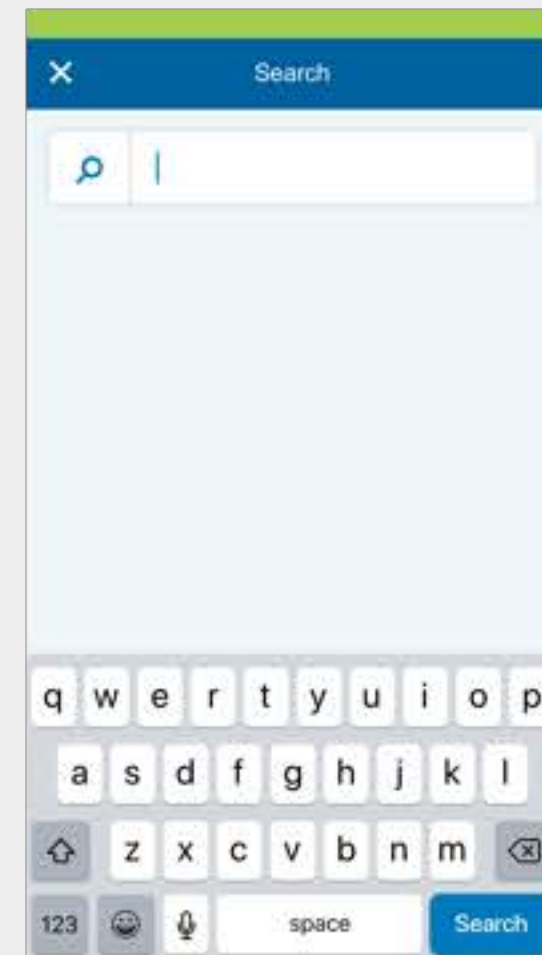 Search
q w e r t y u i o p
a s d f g h j k l
z x c v b n m
123 space Search